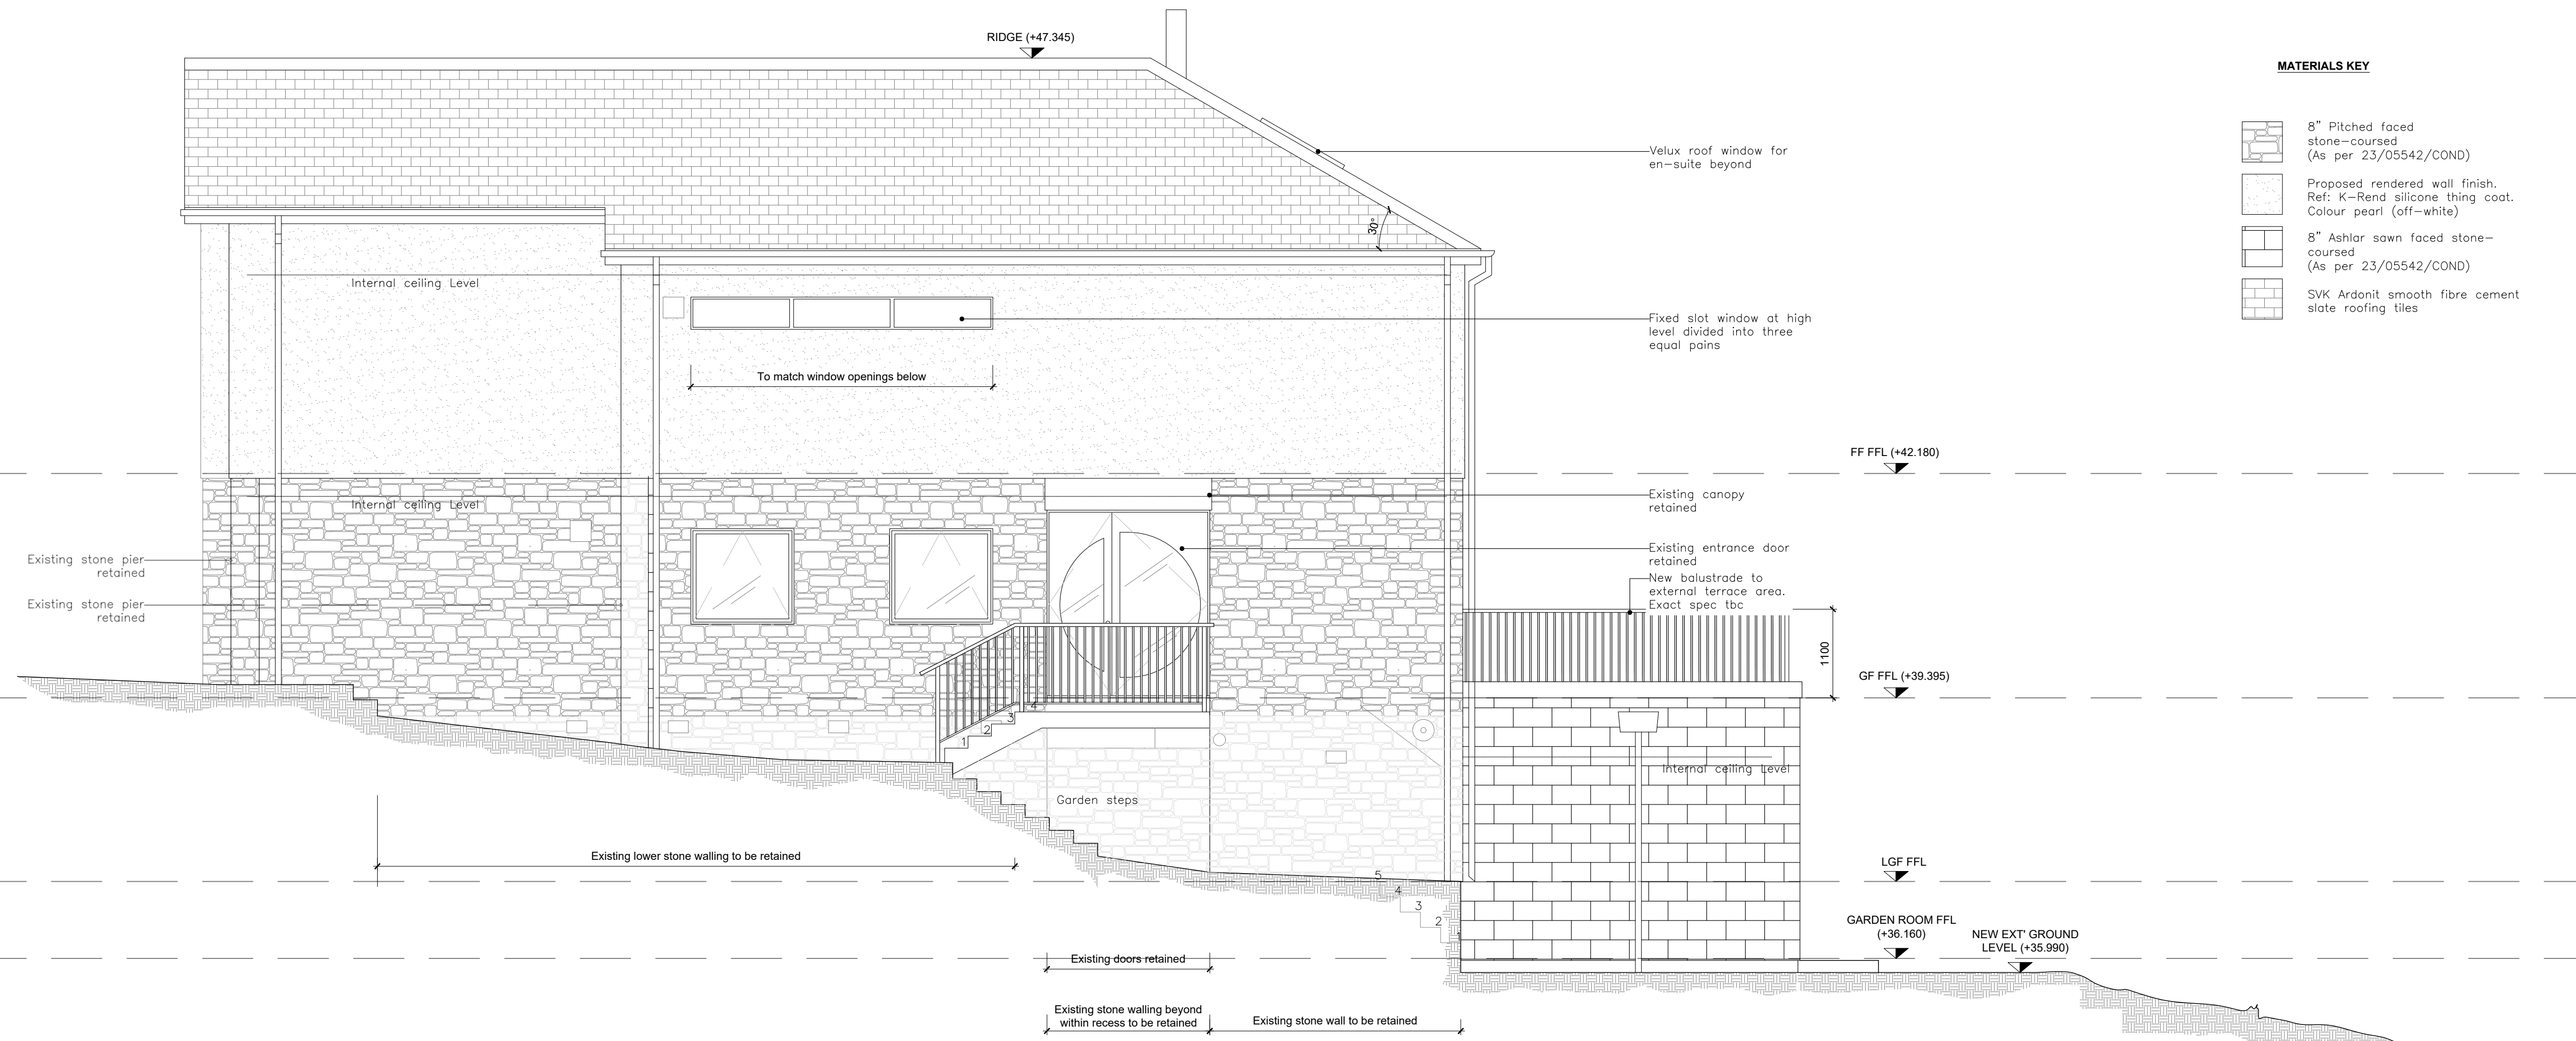 RIDGE (+47.345)
MATERIALS KEY
8” Pitched faced
stone-coursed
(As per 23/05542/COND)
Proposed rendered wall finish.
Ref: K-Rend silicone thing coat.
Colour pearl (off-white)
8” Ashlar sawn faced stone-
coursed
(As per 23/05542/COND)
SVK Ardonit smooth fibre cement
slate roofing tiles
Velux roof window for
en-suite beyond
30°
Internal ceiling Level
Fixed slot window at high
level divided into three
equal pains
To match window openings below
FF FFL (+42.180)
Internal ceiling Level
Existing canopy
retained
Existing stone pier
retained
Existing entrance door
retained
New balustrade to
external terrace area.
Exact spec tbc
Existing stone pier
retained
1100
GF FFL (+39.395)
4
3
2
1
Internal ceiling Level
Garden steps
Existing lower stone walling to be retained
LGF FFL
5
4
3
2
1
GARDEN ROOM FFL
(+36.160)
NEW EXT' GROUND
LEVEL (+35.990)
Existing doors retained
Existing stone walling beyond
within recess to be retained
Existing stone wall to be retained